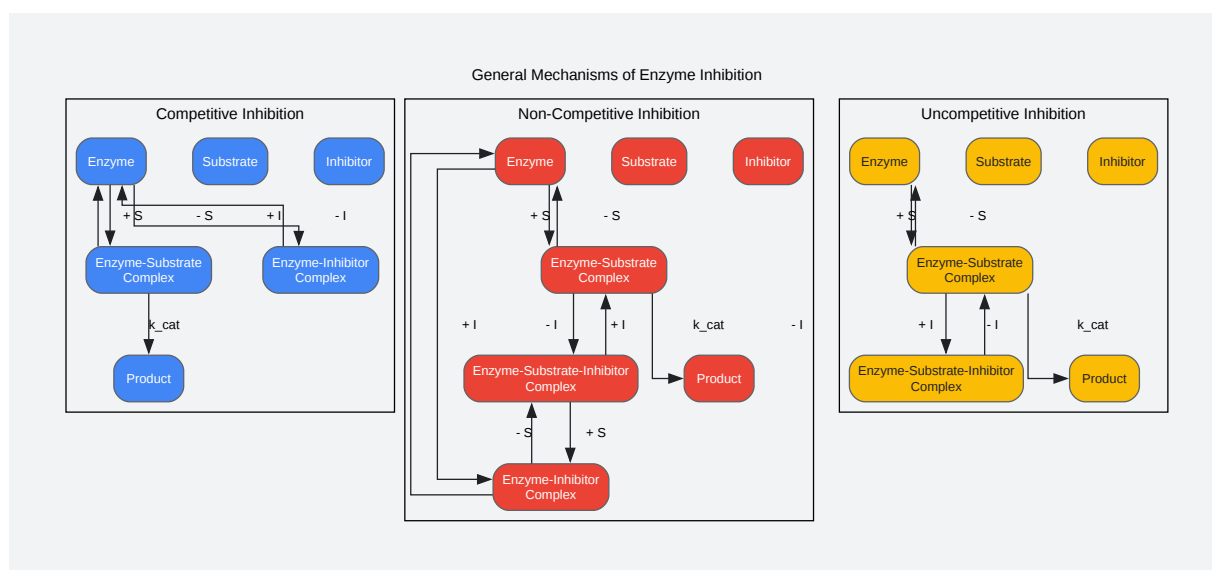 General Mechanisms of Enzyme Inhibition
Competitive Inhibition
Enzyme
Substrate
Inhibitor
+ S
- S
+ I
- I
Enzyme-Substrate
Complex
Enzyme-Inhibitor
Complex
k_cat
Product
Non-Competitive Inhibition
Enzyme
Substrate
Inhibitor
+ S
- S
Enzyme-Substrate
Complex
+ I
- I
+ I
k_cat
- I
Enzyme-Substrate-Inhibitor
Complex
Product
- S
+ S
Enzyme-Inhibitor
Complex
Uncompetitive Inhibition
Enzyme
Substrate
Inhibitor
+ S
- S
Enzyme-Substrate
Complex
+ I
- I
k_cat
Enzyme-Substrate-Inhibitor
Complex
Product